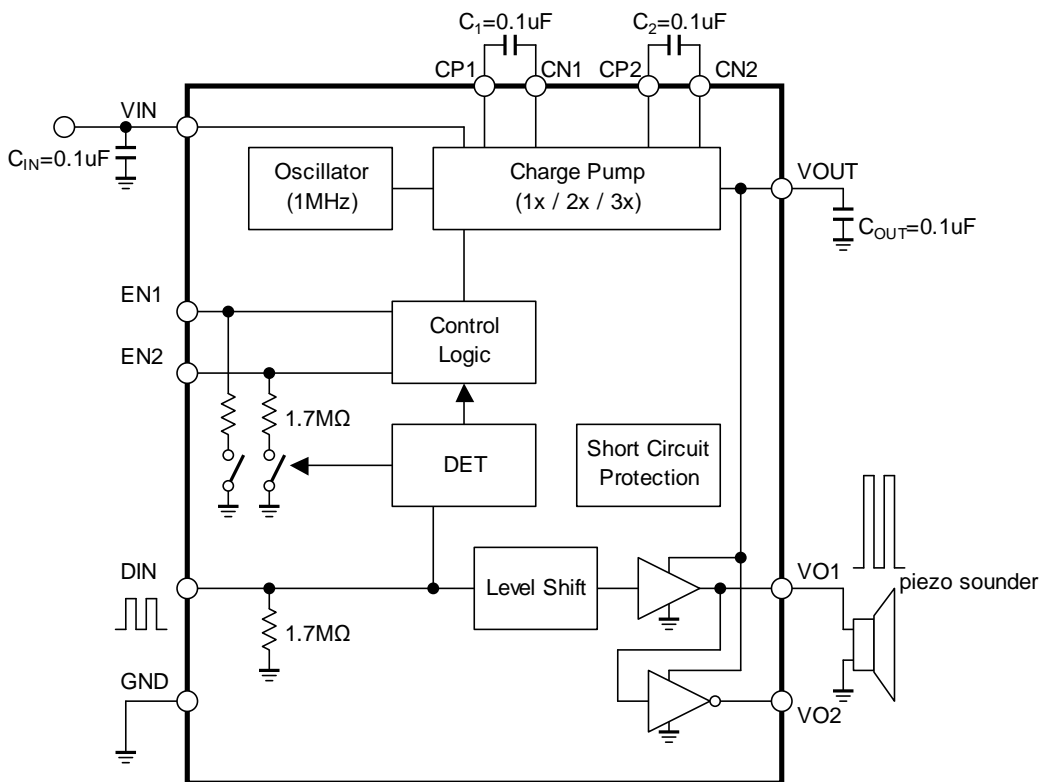 C1=0.1uF
C2=0.1uF
CP1
CN1
CP2
CN2
VIN
CIN=0.1uF
Oscillator
(1MHz)
Charge Pump
(1x / 2x / 3x)
VOUT
COUT=0.1uF
EN1
EN2
Control
Logic
1.7MΩ
DET
Short Circuit
Protection
DIN
Level Shift
VO1
piezo sounder
1.7MΩ
GND
VO2